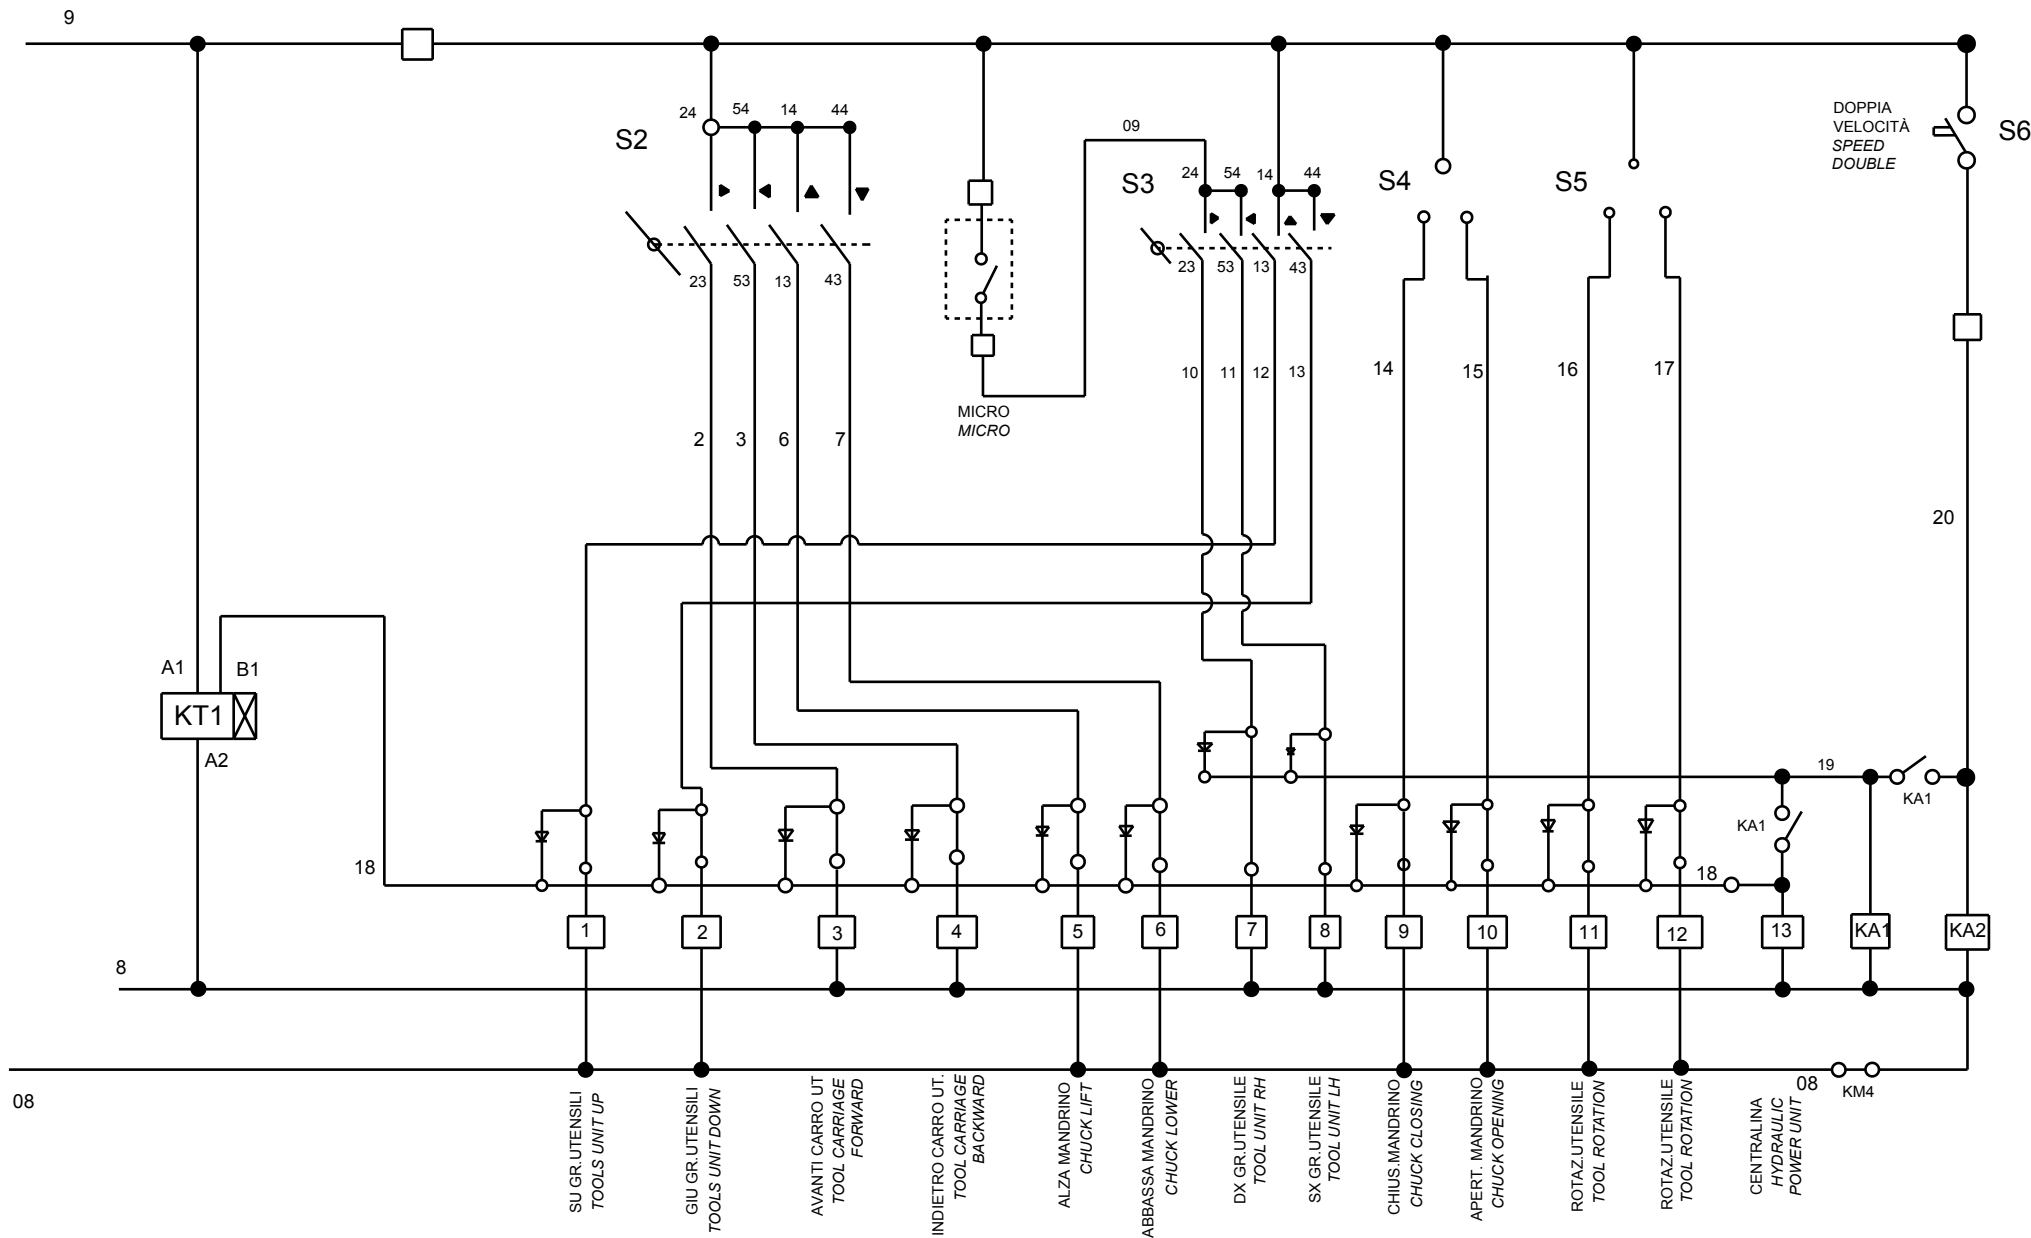 9
24
54
14
44
S2
09
S3
24
54
14
44
S4
S5
DOPPIA
VELOCITÀ
SPEED
DOUBLE
S6
23
53
13
43
23
53
13
43
10
11
12
13
14
15
16
17
MICRO
MICRO
2
3
6
7
20
A1
B1
KT1
A2
19
KA1
KA1
18
18
1
2
3
4
5
6
7
8
9
10
11
12
13
KA1
KA2
8
08
08
KM4
SU GR.UTENSILI
TOOLS UNIT UP
GIU GR.UTENSILI
TOOLS UNIT DOWN
AVANTI CARRO UT
TOOL CARRIAGE
FORWARD
INDIETRO CARRO UT.
TOOL CARRIAGE
BACKWARD
ALZA MANDRINO
CHUCK LIFT
ABBASSA MANDRINO
CHUCK LOWER
DX GR.UTENSILE
TOOL UNIT RH
SX GR.UTENSILE
TOOL UNIT LH
CHIUS.MANDRINO
CHUCK CLOSING
APERT. MANDRINO
CHUCK OPENING
ROTAZ.UTENSILE
TOOL ROTATION
ROTAZ.UTENSILE
TOOL ROTATION
CENTRALINA
HYDRAULIC
POWER UNIT